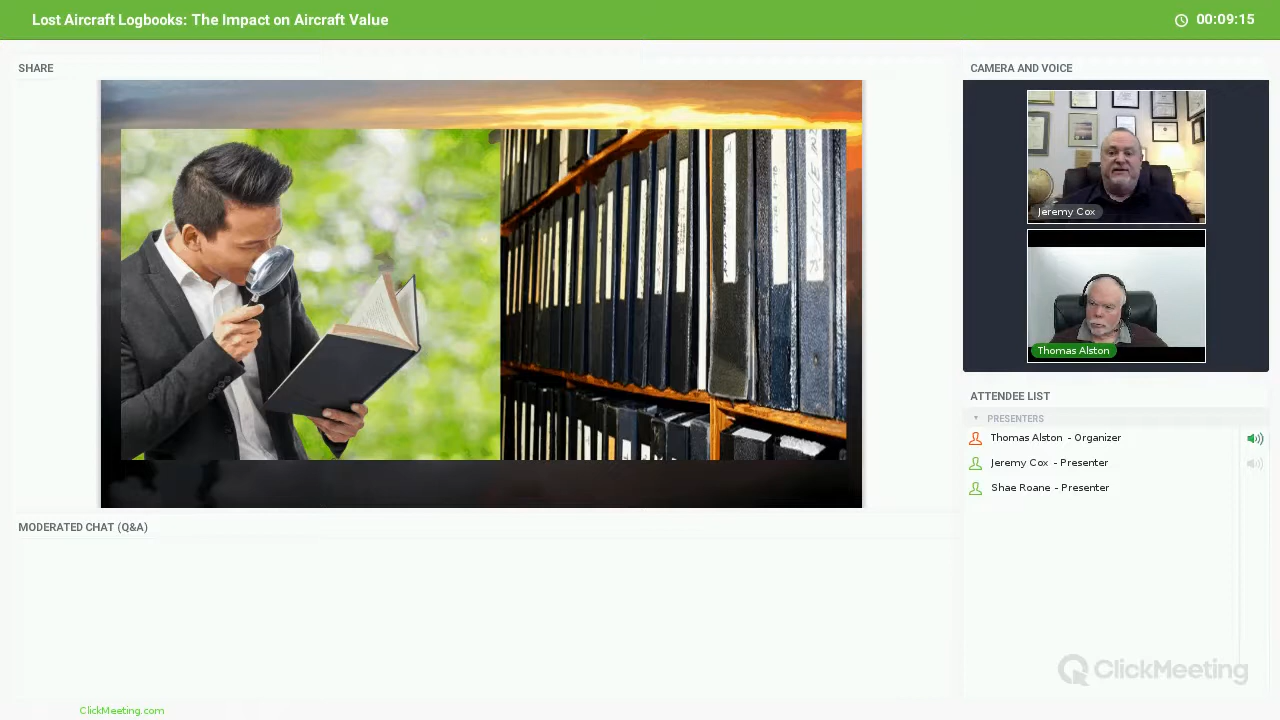 Lost Aircraft Logbooks: The Impact on Aircraft Value
00:09:15
SHARE
CAMERA AND VOICE
Jeremy Cox
Thomas Alston
ATTENDEE LIST
PRESENTERS
Thomas Alston - Organizer
Jeremy Cox - Presenter
Shae Roane - Presenter
MODERATED CHAT (Q&A)
ClickMeeting
ClickMeeting.com